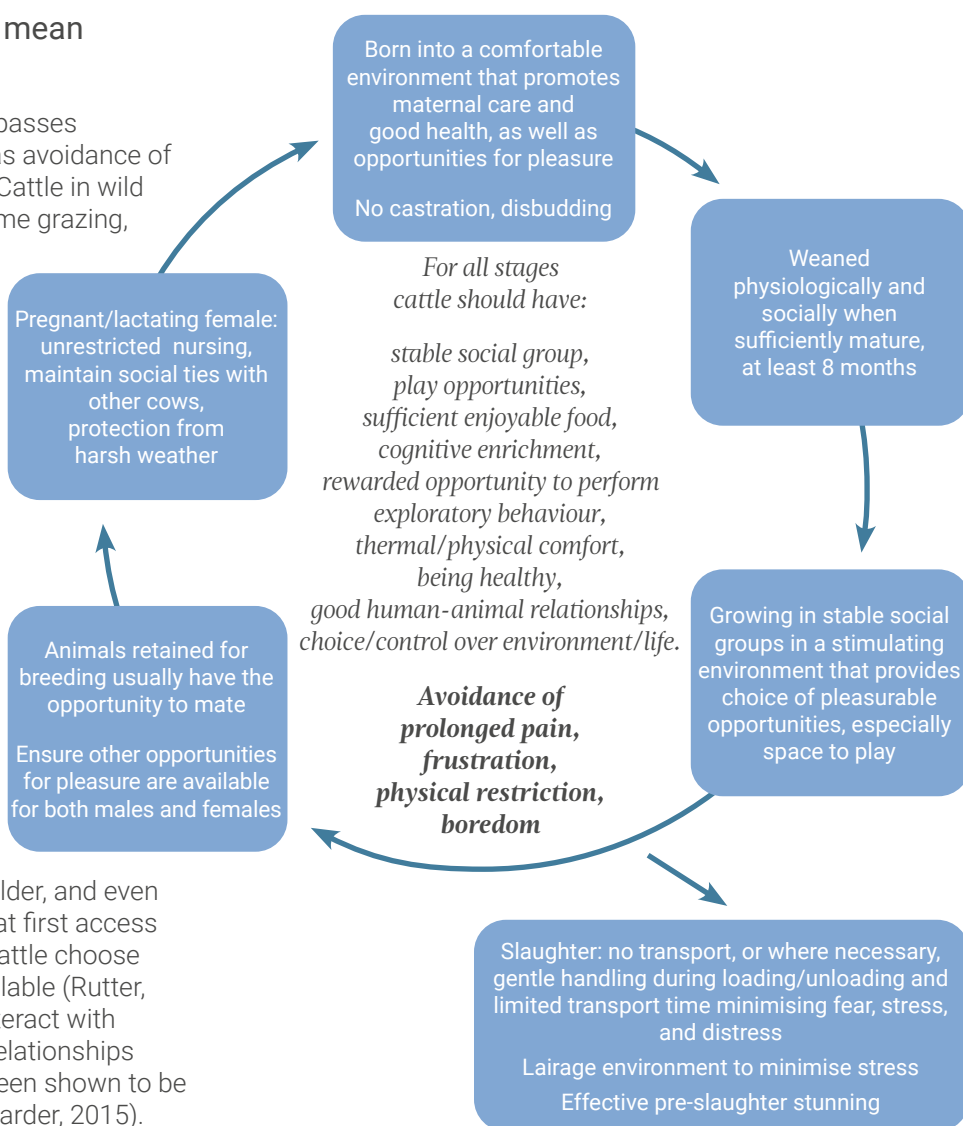 mean
passes
as avoidance of
Cattle in wild
me grazing,
Born into a comfortable
environment that promotes
maternal care and
good health, as well as
opportunities for pleasure
No castration, disbudding
Weaned
physiologically and
socially when
sufficiently mature,
at least 8 months
Growing in stable social
groups in a stimulating
environment that provides
choice of pleasurable
opportunities, especially
space to play
Slaughter: no transport, or where necessary,
gentle handling during loading/unloading and
limited transport time minimising fear, stress,
and distress
Lairage environment to minimise stress
Effective pre-slaughter stunning
Animals retained for
breeding usually have the
opportunity to mate
Ensure other opportunities
for pleasure are available
for both males and females
Pregnant/lactating female:
unrestricted nursing,
maintain social ties with
other cows,
protection from
harsh weather
For all stages
cattle should have:
stable social group,
play opportunities,
sufficient enjoyable food,
cognitive enrichment,
rewarded opportunity to perform
exploratory behaviour,
thermal/physical comfort,
being healthy,
good human-animal relationships,
choice/control over environment/life.
Avoidance of
prolonged pain,
frustration,
physical restriction,
boredom
lder, and even
at first access
attle choose
ilable (Rutter,
teract with
elationships
een shown to be
arder, 2015).